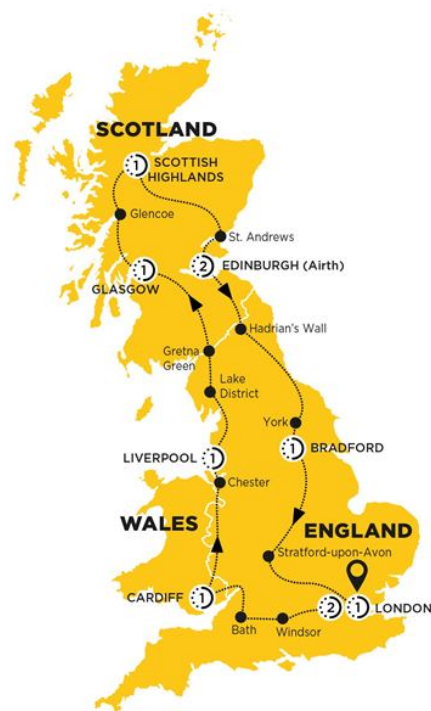 SCOTLAND
1
SCOTTISH
HIGHLANDS
Glencoe
St. Andrews
2
EDINBURGH (Airth)
1
GLASGOW
Hadrian's Wall
Gretna
Green
Lake
District
York
LIVERPOOL
1
1
BRADFORD
Chester
WALES
ENGLAND
Stratford-upon-Avon
CARDIFF
1
2
1
LONDON
Bath
Windsor